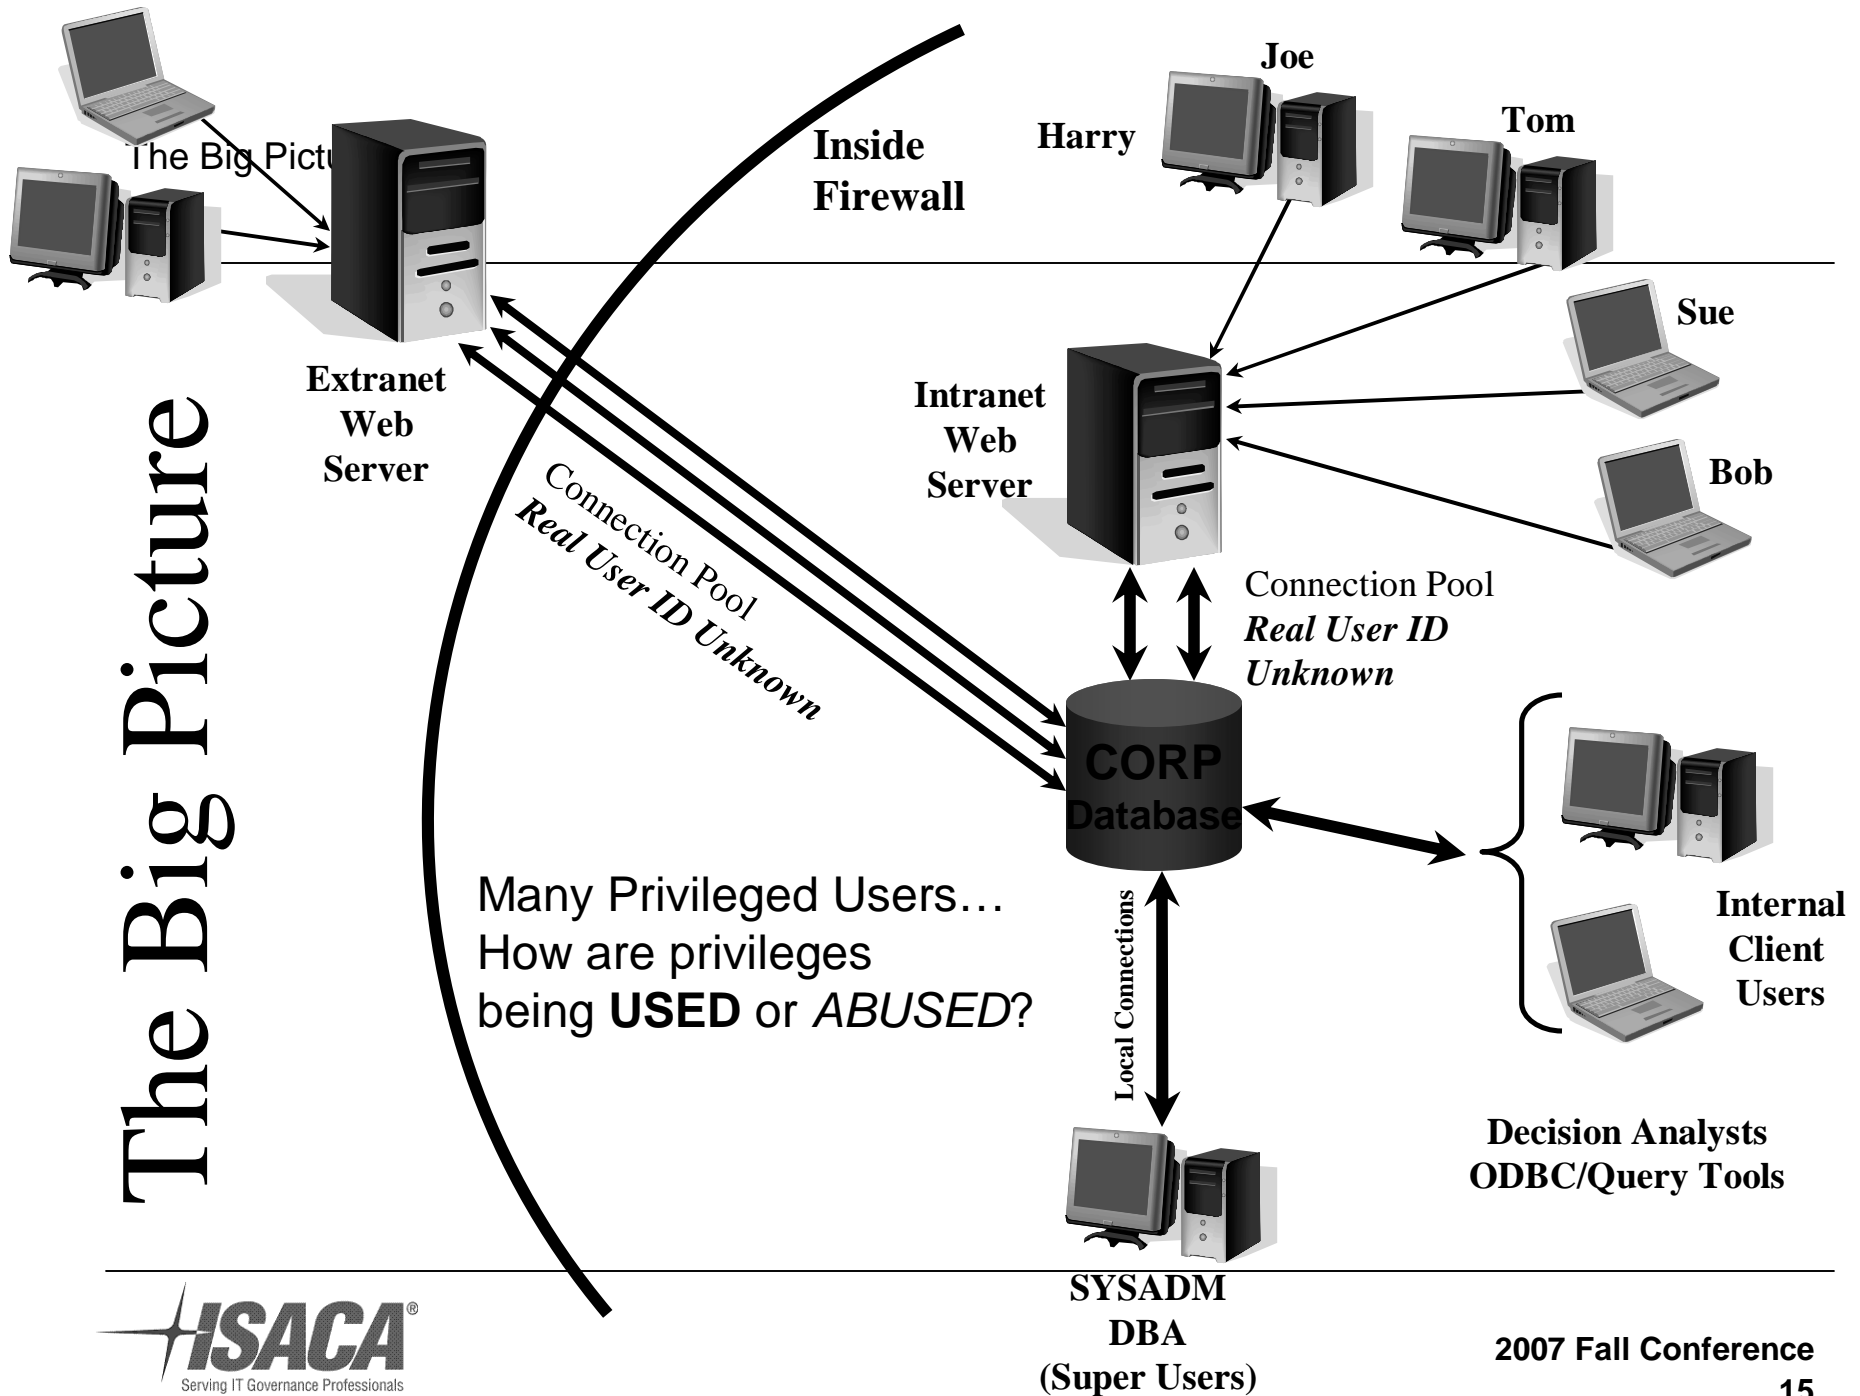 The Big Pictu
The Big Picture
Inside
Firewall
Joe
Harry
Tom
Sue
Bob
Extranet
Web
Server
Intranet
Web
Server
Connection Pool
Real User ID Unknown
Connection Pool
Real User ID
Unknown
CORP
Database
Many Privileged Users…
How are privileges
being USED or ABUSED?
Local Connections
Internal
Client
Users
Decision Analysts
ODBC/Query Tools
SYSADM
DBA
(Super Users)
ISACA®
Serving IT Governance Professionals
2007 Fall Conference
15